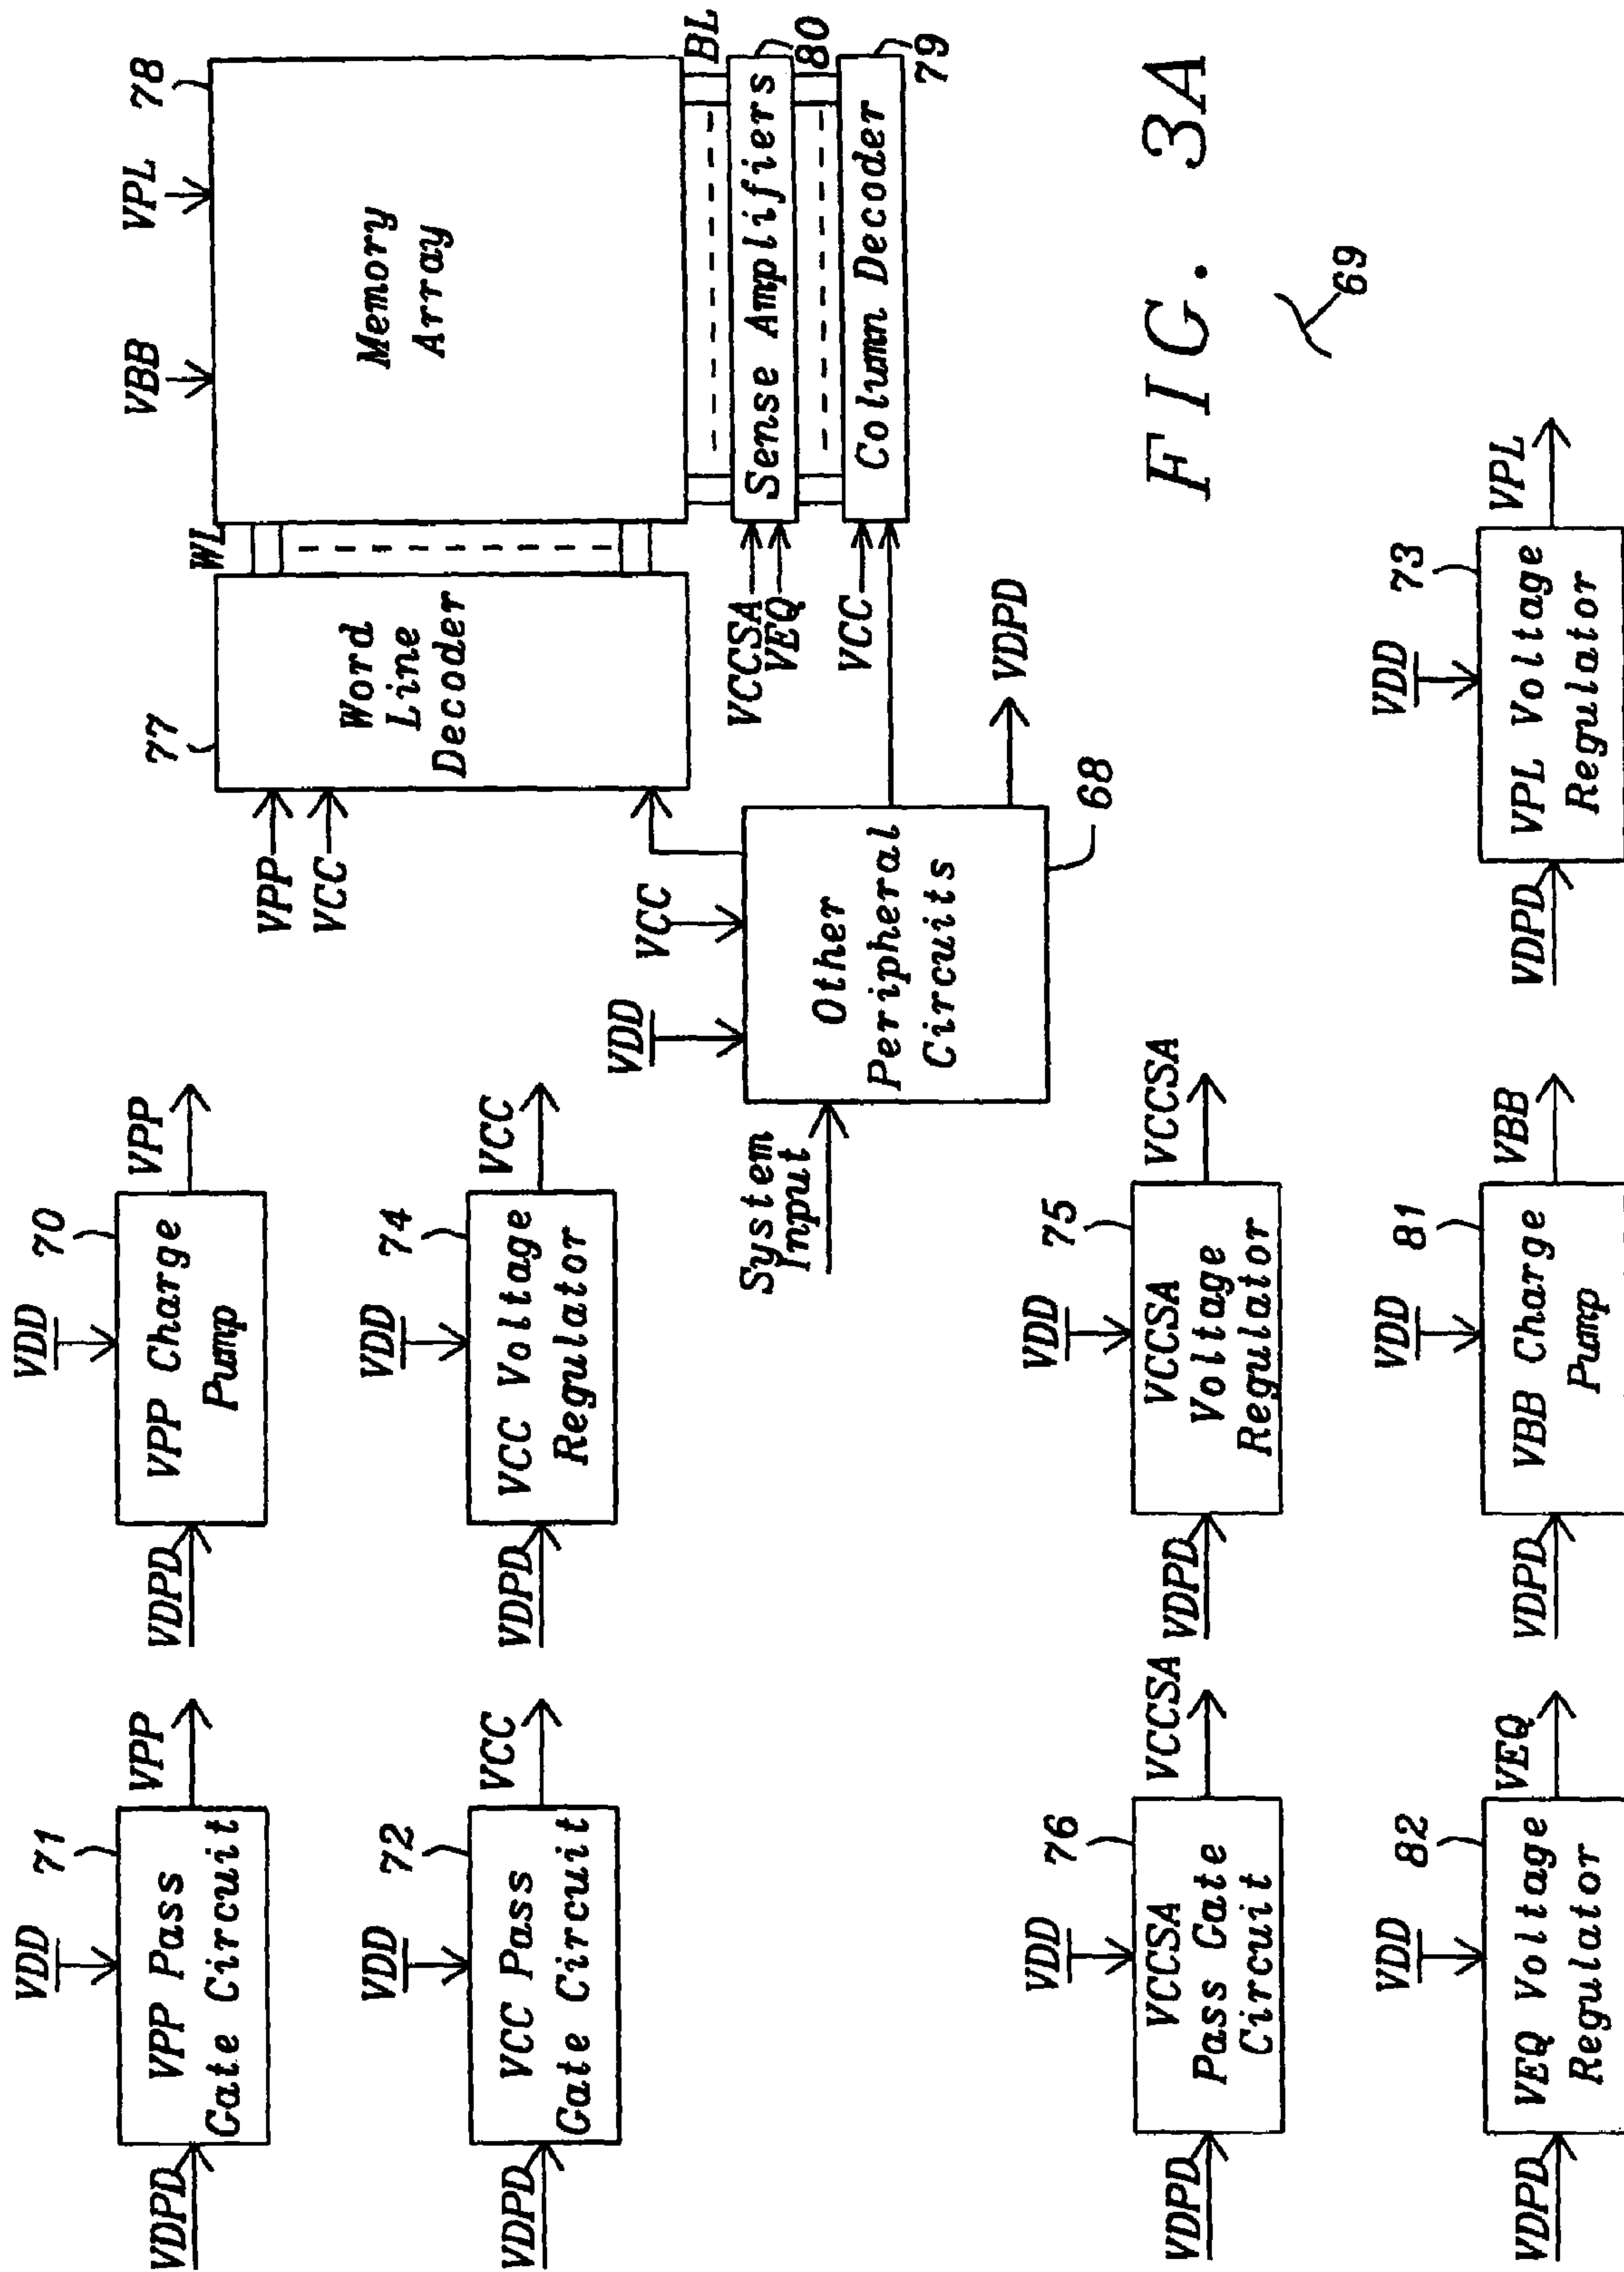 VDD
71
VPP Pass
Gate Circuit
VDPD
VPP
VDD
70
VPP Charge
Pump
VDPD
VPP
VDD
72
VCC Pass
Gate Circuit
VDPD
VCC
VDD
74
VCC Voltage
Regulator
VDPD
VCC
77
Word
Line
Decoder
VPP
VCC
WL
VBB
VPL
78
Memory
Array
BL
VCCSA
VEQ
Sense Amplifiers
80
VCC
Column Decoder
79
VDD
VCC
System
Input
Other
Peripheral
Circuits
VDPD
68
VDD
76
VCCSA
Pass Gate
Circuit
VDPD
VCCSA
VDD
75
VCCSA
Voltage
Regulator
VDPD
VCCSA
FIG. 3A
69
VDD
82
VEQ Voltage
Regulator
VDPD
VEQ
VDD
81
VBB Charge
Pump
VDPD
VBB
VDD
73
VPL Voltage
Regulator
VDPD
VPL